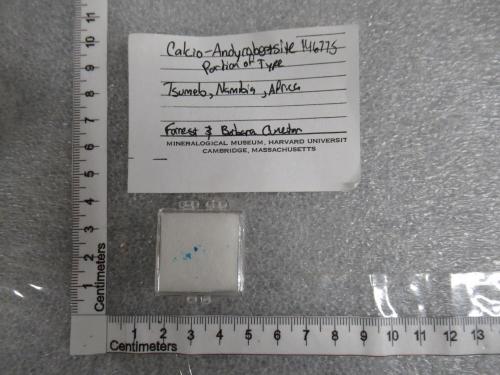 Calcio-Andyrobertsite 146775
Portion of Type
Tsumeb, Namibia, Africa
Forrest & Barbara Cureton
MINERALOGICAL MUSEUM, HARVARD UNIVERSIT
CAMBRIDGE, MASSACHUSETTS
11
10
9
8
7
6
5
4
3
2
1
Centimeters
1 2 3 4 5 6 7 8 9 10 11 12 13
Centimeters